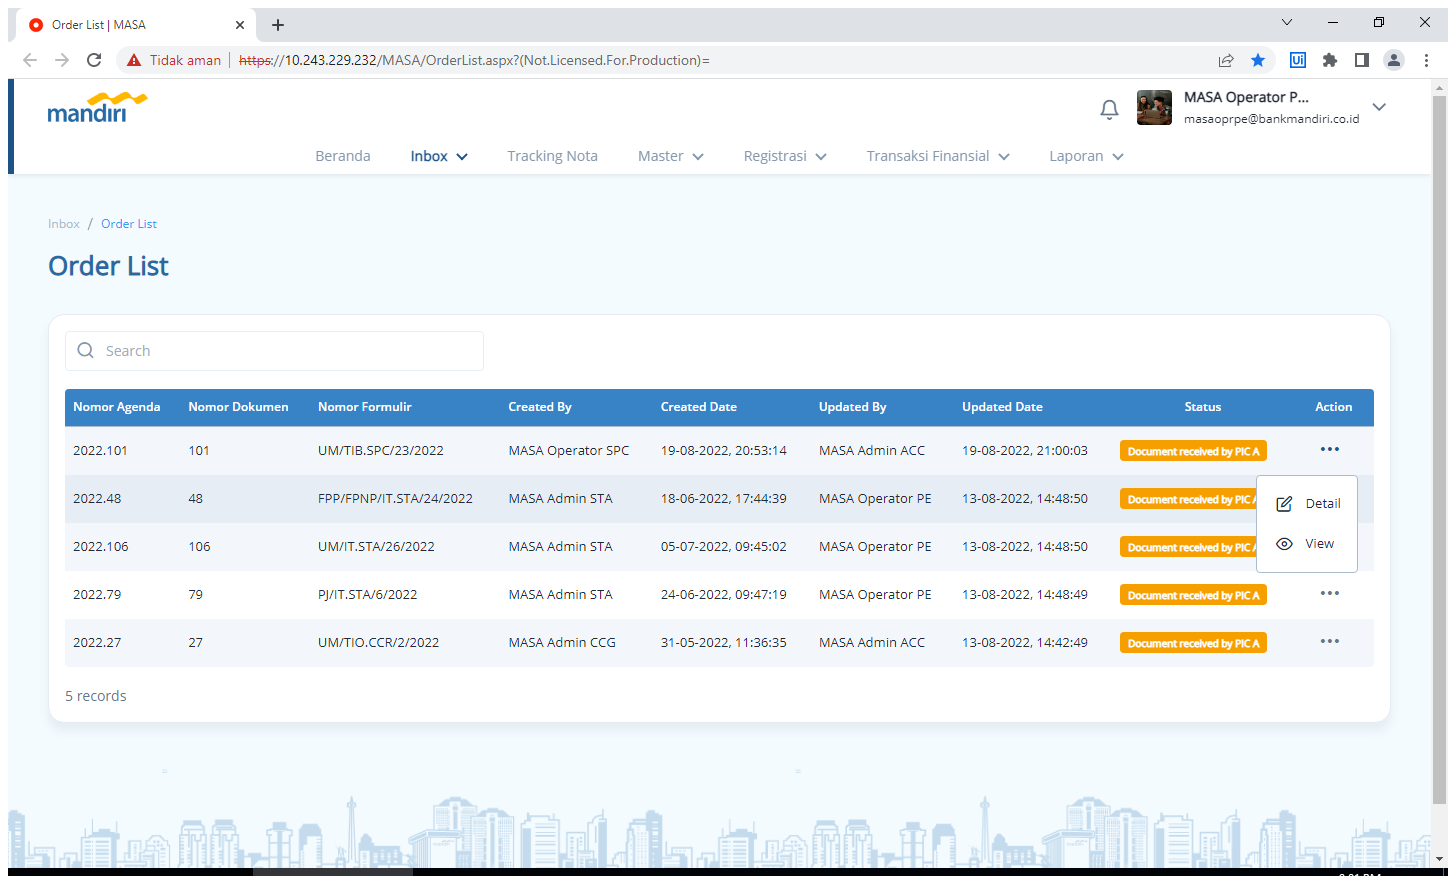 Order List | MASA
Tidak aman https://10.243.229.232/MASA/OrderList.aspx?(Not.Licensed.For.Production)=
Ui
mandiri
MASA Operator P...
masaoprpe@bankmandiri.co.id
Beranda Inbox Tracking Nota Master Registrasi Transaksi Finansial Laporan
Inbox / Order List
Order List
Search
Nomor Agenda Nomor Dokumen Nomor Formulir Created By Created Date Updated By Updated Date Status Action
2022.101 101 UM/TIB.SPC/23/2022 MASA Operator SPC 19-08-2022, 20:53:14 MASA Admin ACC 19-08-2022, 21:00:03 Document received by PIC A
2022.48 48 FPP/FPNP/IT.STA/24/2022 MASA Admin STA 18-06-2022, 17:44:39 MASA Operator PE 13-08-2022, 14:48:50 Document received by PIC A
Detail
2022.106 106 UM/IT.STA/26/2022 MASA Admin STA 05-07-2022, 09:45:02 MASA Operator PE 13-08-2022, 14:48:50 Document received by PIC A
View
2022.79 79 PJ/IT.STA/6/2022 MASA Admin STA 24-06-2022, 09:47:19 MASA Operator PE 13-08-2022, 14:48:49 Document received by PIC A
2022.27 27 UM/TIO.CCR/2/2022 MASA Admin CCG 31-05-2022, 11:36:35 MASA Admin ACC 13-08-2022, 14:42:49 Document received by PIC A
5 records